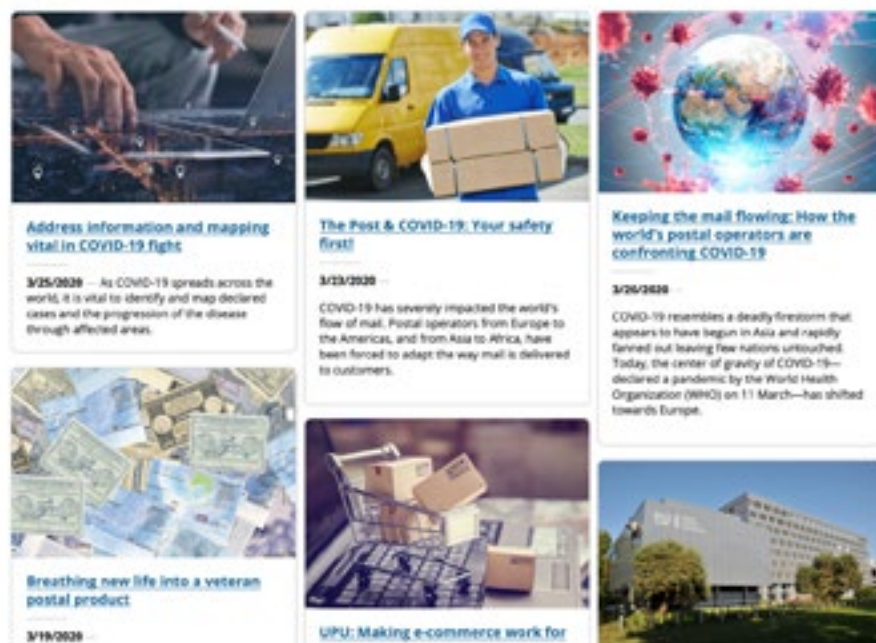 Address information and mapping
vital in COVID-19 fight
3/25/2020 — As COVID-19 spreads across the
world, it is vital to identify and map declared
cases and the progression of the disease
through affected areas.
Breathing new life into a veteran
postal product
3/19/2020 —
The Post & COVID-19: Your safety
first!
3/23/2020 —
COVID-19 has severely impacted the world's
flow of mail. Postal operators from Europe to
the Americas, and from Asia to Africa, have
been forced to adapt the way mail is delivered
to customers.
UPU: Making e-commerce work for
Keeping the mail flowing: How the
world's postal operators are
confronting COVID-19
3/20/2020 —
COVID-19 resembles a deadly firestorm that
appears to have begun in Asia and rapidly
fanned out leaving few nations untouched.
Today, the center of gravity of COVID-19—
declared a pandemic by the World Health
Organization (WHO) on 11 March—has shifted
towards Europe.